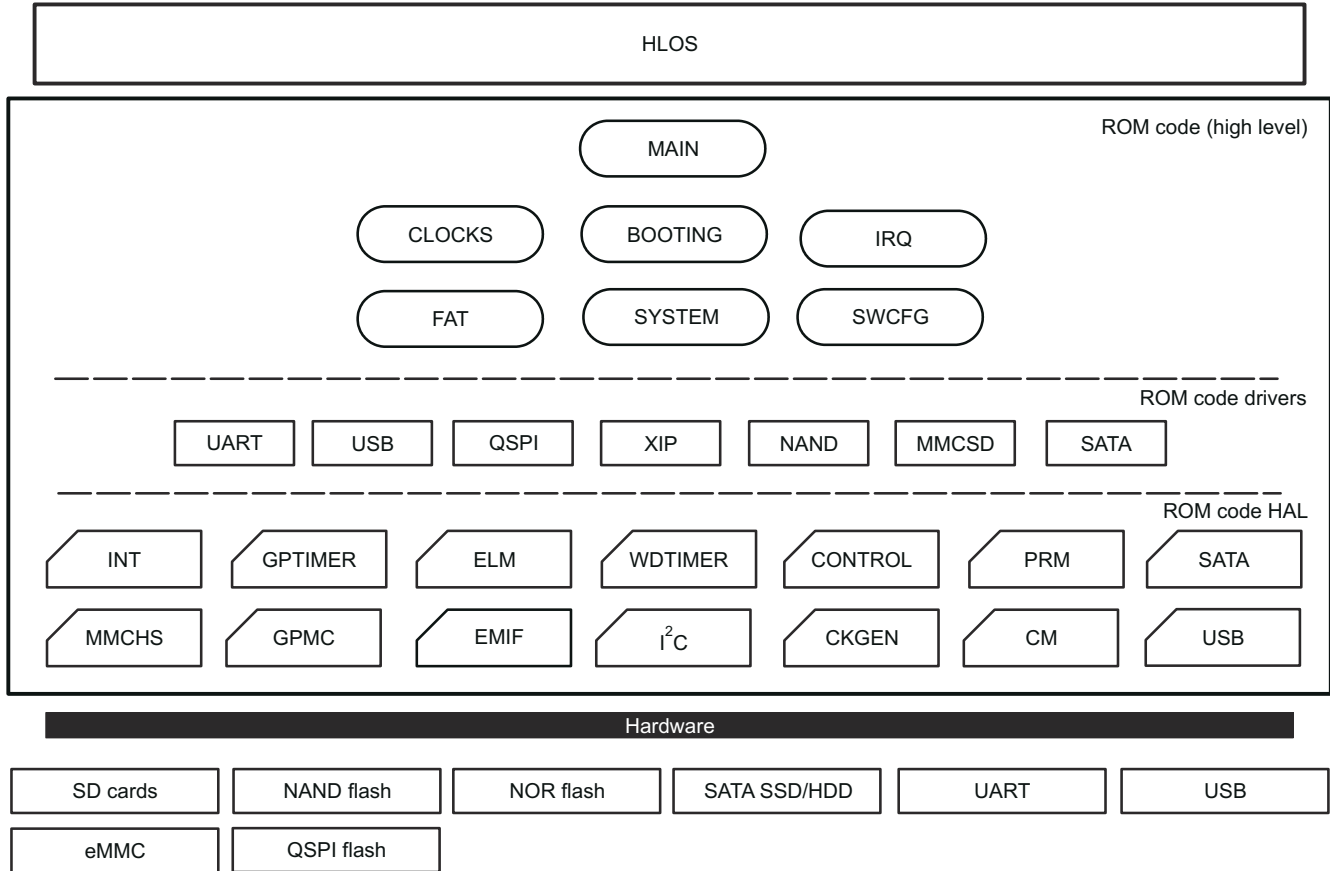 HLOS
ROM code (high level)
MAIN
CLOCKS
BOOTING
IRQ
FAT
SYSTEM
SWCFG
ROM code drivers
UART
USB
QSPI
XIP
NAND
MMCSD
SATA
ROM code HAL
INT
GPTIMER
ELM
WDTIMER
CONTROL
PRM
SATA
MMCHS
GPMC
EMIF
I²C
CKGEN
CM
USB
Hardware
SD cards
NAND flash
NOR flash
SATA SSD/HDD
UART
USB
eMMC
QSPI flash